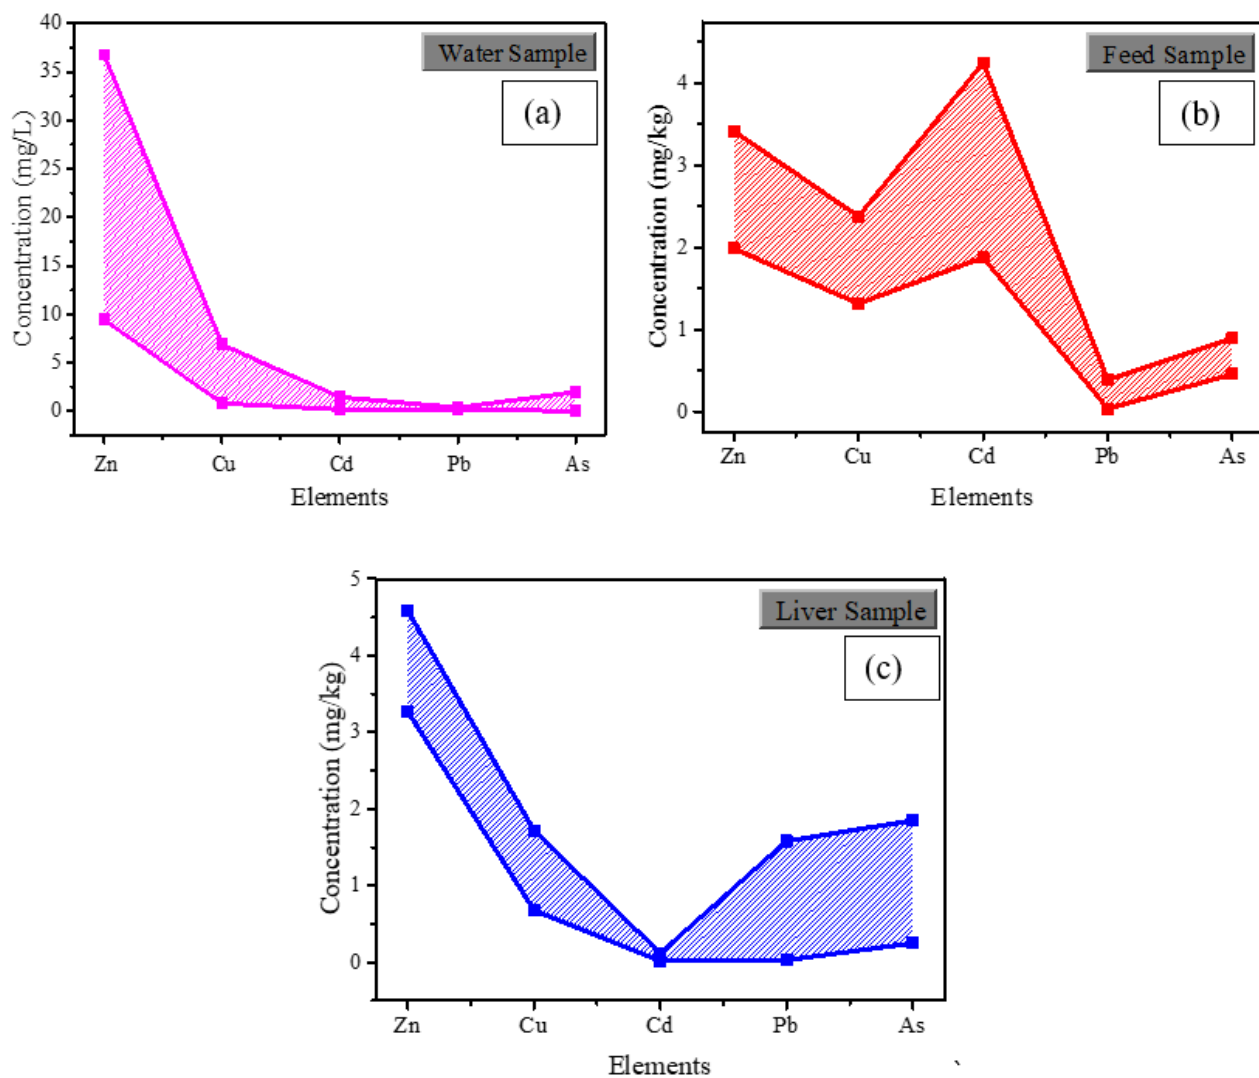 Water Sample
(a)
Concentration (mg/L)
40
35
30
25
20
15
10
5
0
Zn Cu Cd Pb As
Elements
Feed Sample
(b)
Concentration (mg/kg)
4
3
2
1
0
Zn Cu Cd Pb As
Elements
Liver Sample
(c)
Concentration (mg/kg)
5
4
3
2
1
0
Zn Cu Cd Pb As
Elements
`